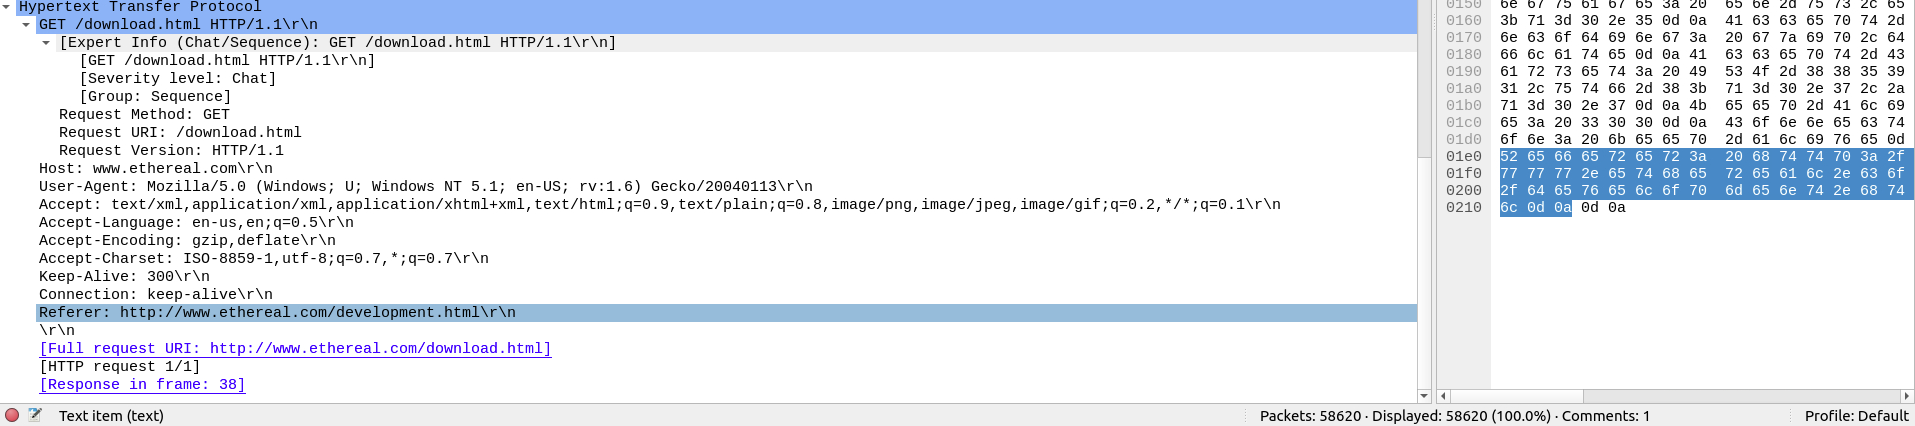 Hypertext Transfer Protocol
GET /download.html HTTP/1.1\r\n
[Expert Info (Chat/Sequence): GET /download.html HTTP/1.1\r\n]
[GET /download.html HTTP/1.1\r\n]
[Severity level: Chat]
[Group: Sequence]
Request Method: GET
Request URI: /download.html
Request Version: HTTP/1.1
Host: www.ethereal.com\r\n
User-Agent: Mozilla/5.0 (Windows; U; Windows NT 5.1; en-US; rv:1.6) Gecko/20040113\r\n
Accept: text/xml,application/xml,application/xhtml+xml,text/html;q=0.9,text/plain;q=0.8,image/png,image/jpeg,image/gif;q=0.2,*/*;q=0.1\r\n
Accept-Language: en-us,en;q=0.5\r\n
Accept-Encoding: gzip,deflate\r\n
Accept-Charset: ISO-8859-1,utf-8;q=0.7,*;q=0.7\r\n
Keep-Alive: 300\r\n
Connection: keep-alive\r\n
Referer: http://www.ethereal.com/development.html\r\n
\r\n
[Full request URI: http://www.ethereal.com/download.html]
[HTTP request 1/1]
[Response in frame: 38]
0150 6e 67 75 61 67 65 3a 20 65 6e 2d 75 73 2c 65
0160 3b 71 3d 30 2e 35 0d 0a 41 63 63 65 70 74 2d
0170 6e 63 6f 64 69 6e 67 3a 20 67 7a 69 70 2c 64
0180 66 6c 61 74 65 0d 0a 41 63 63 65 70 74 2d 43
0190 61 72 73 65 74 3a 20 49 53 4f 2d 38 38 35 39
01a0 31 2c 75 74 66 2d 38 3b 71 3d 30 2e 37 2c 2a
01b0 71 3d 30 2e 37 0d 0a 4b 65 65 70 2d 41 6c 69
01c0 65 3a 20 33 30 30 0d 0a 43 6f 6e 6e 65 63 74
01d0 6f 6e 3a 20 6b 65 65 70 2d 61 6c 69 76 65 0d
01e0 52 65 66 65 72 65 72 3a 20 68 74 74 70 3a 2f
01f0 77 77 77 2e 65 74 68 65 72 65 61 6c 2e 63 6f
0200 2f 64 65 76 65 6c 6f 70 6d 65 6e 74 2e 68 74
0210 6c 0d 0a 0d 0a
Text item (text)
Packets: 58620 · Displayed: 58620 (100.0%) · Comments: 1
Profile: Default